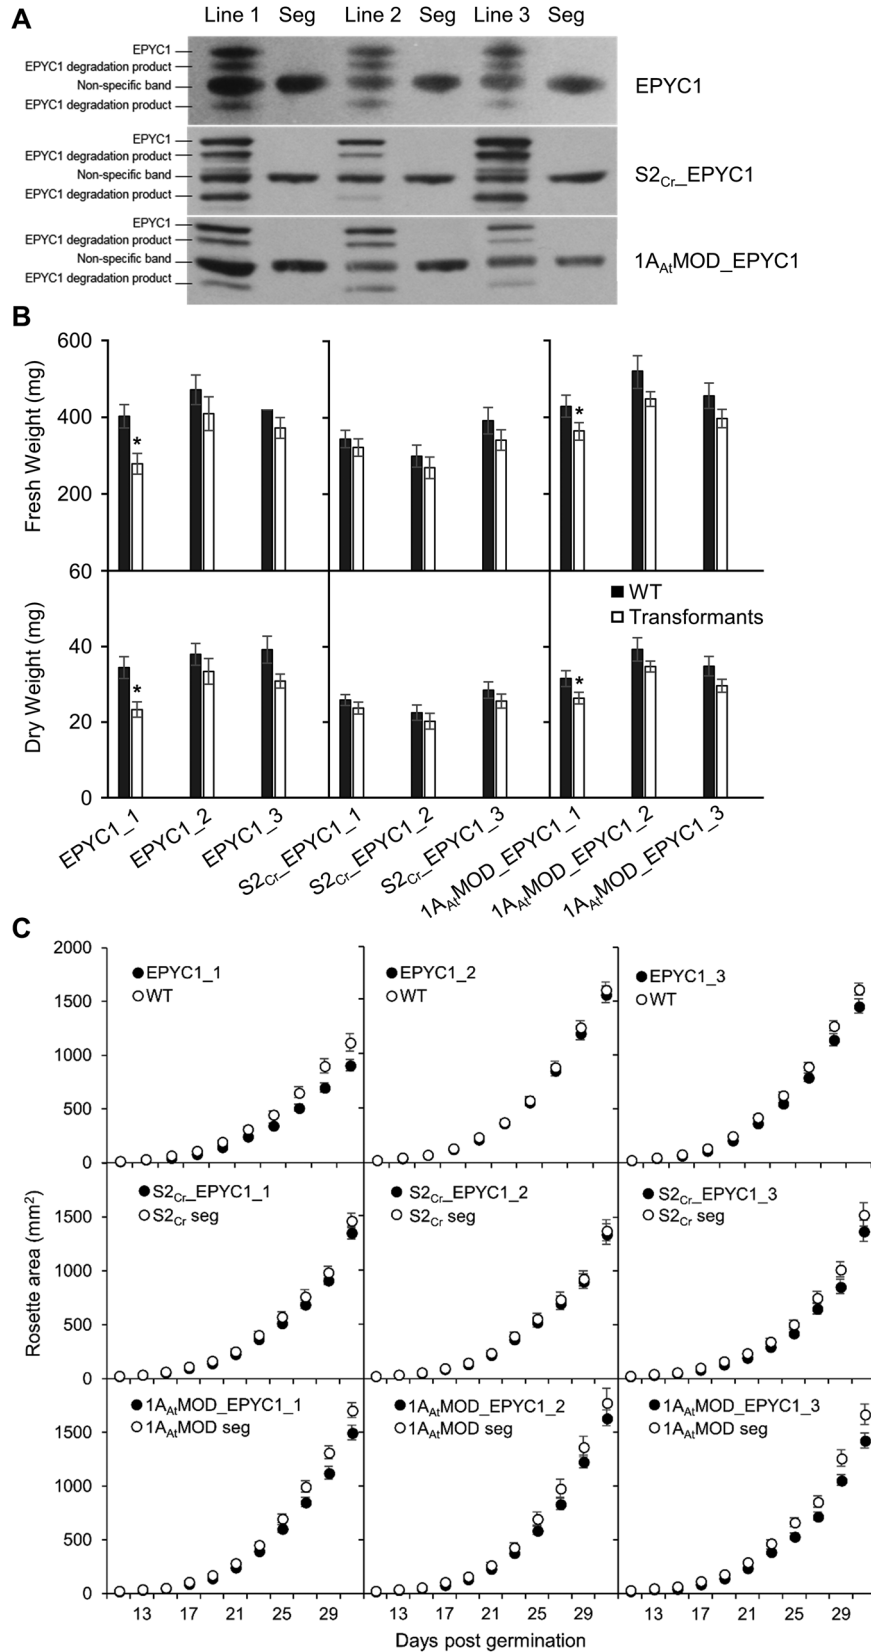 A
Line 1 Seg Line 2 Seg Line 3 Seg
EPYC1
EPYC1 degradation product
Non-specific band
EPYC1 degradation product
EPYC1
EPYC1
EPYC1 degradation product
Non-specific band
EPYC1 degradation product
S2Cr_EPYC1
EPYC1
EPYC1 degradation product
Non-specific band
EPYC1 degradation product
1AAtMOD_EPYC1
B
Fresh Weight (mg)
600
400
200
60
* *
WT
Transformants
Dry Weight (mg)
40
20
0
* *
EPYC1_1
EPYC1_2
EPYC1_3
S2Cr_EPYC1_1
S2Cr_EPYC1_2
S2Cr_EPYC1_3
1AAtMOD_EPYC1_1
1AAtMOD_EPYC1_2
1AAtMOD_EPYC1_3
C
Rosette area (mm2)
2000
1500
1000
500
0
EPYC1_1
WT
EPYC1_2
WT
EPYC1_3
WT
1500
1000
500
0
S2Cr_EPYC1_1
S2Cr seg
S2Cr_EPYC1_2
S2Cr seg
S2Cr_EPYC1_3
S2Cr seg
1500
1000
500
0
1AAtMOD_EPYC1_1
1AAtMOD seg
1AAtMOD_EPYC1_2
1AAtMOD seg
1AAtMOD_EPYC1_3
1AAtMOD seg
13 17 21 25 29 13 17 21 25 29 13 17 21 25 29
Days post germination